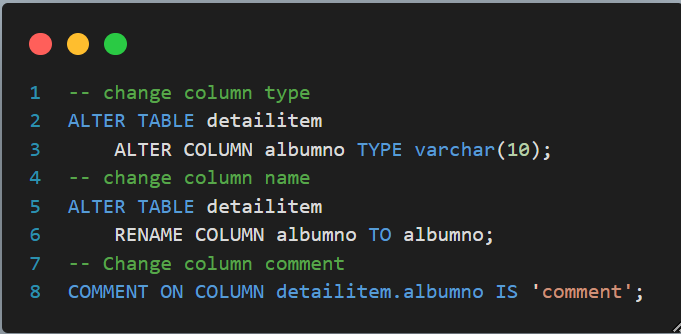 1 -- change column type
2 ALTER TABLE detailitem
3     ALTER COLUMN albumno TYPE varchar(10);
4 -- change column name
5 ALTER TABLE detailitem
6     RENAME COLUMN albumno TO albumno;
7 -- Change column comment
8 COMMENT ON COLUMN detailitem.albumno IS 'comment';